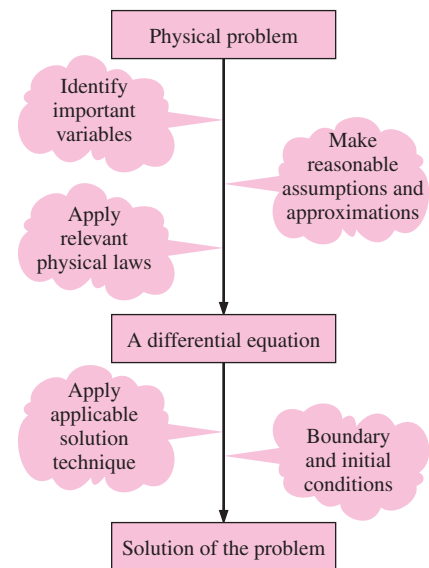 Physical problem
Identify
important
variables
Make
reasonable
assumptions and
approximations
Apply
relevant
physical laws
A differential equation
Apply
applicable
solution
technique
Boundary
and initial
conditions
Solution of the problem